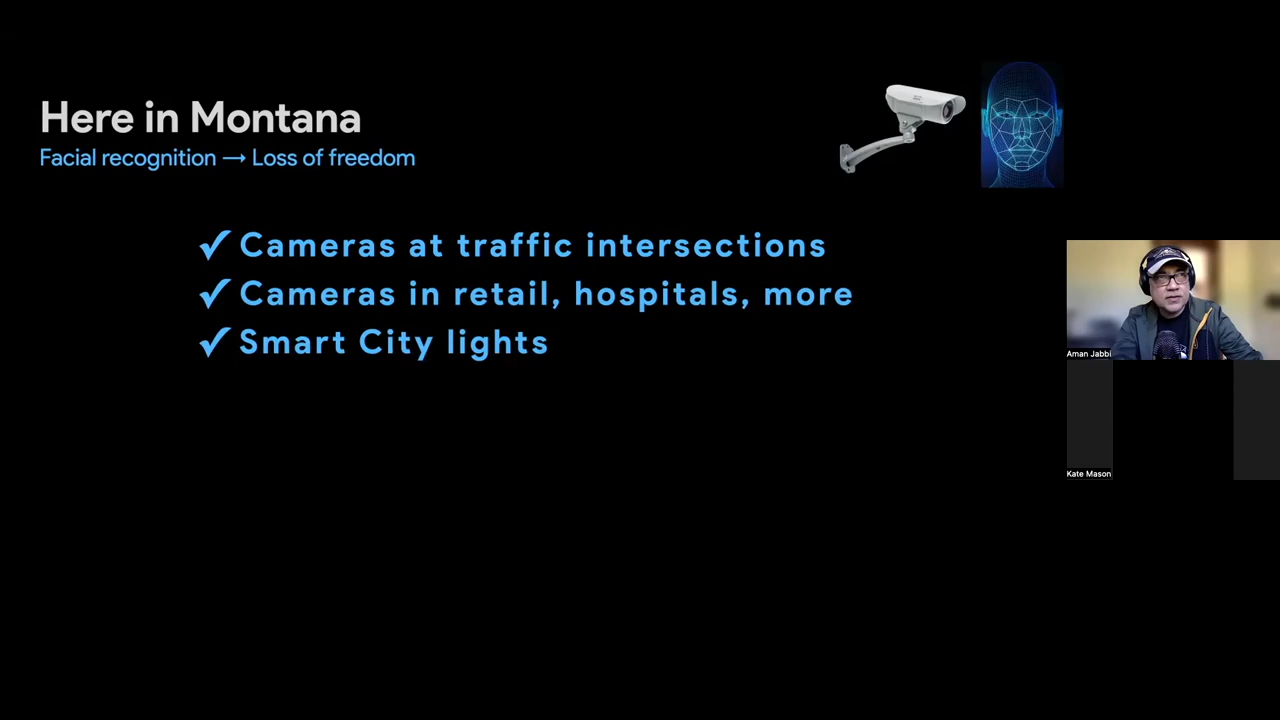 Here in Montana
Facial recognition → Loss of freedom
✓ Cameras at traffic intersections
✓ Cameras in retail, hospitals, more
✓ Smart City lights
Aman Jabbi
Kate Mason